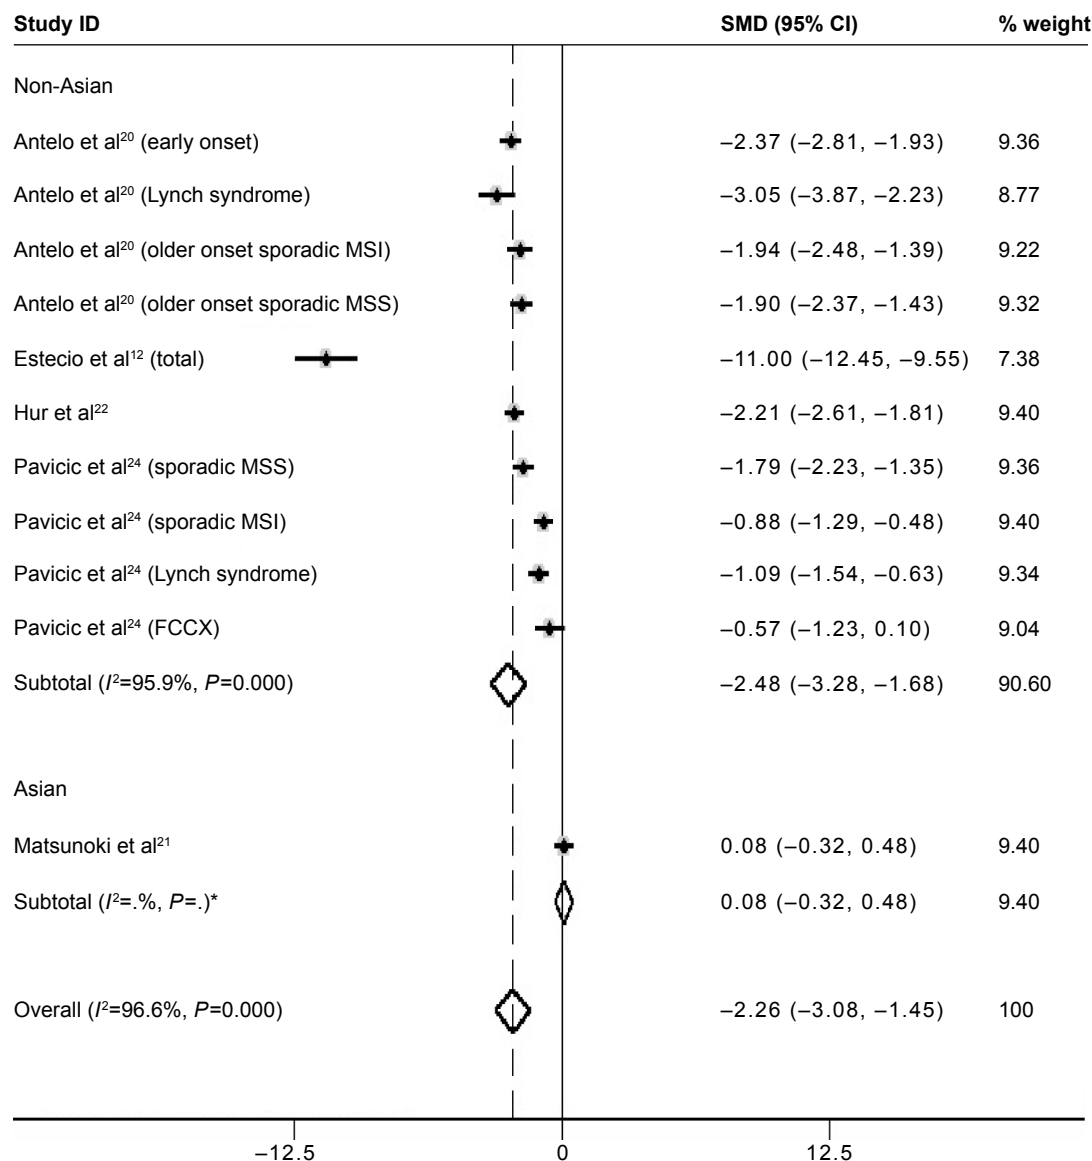 Study ID SMD (95% CI) % weight
Non-Asian
Antelo et al²⁰ (early onset) –2.37 (–2.81, –1.93) 9.36
Antelo et al²⁰ (Lynch syndrome) –3.05 (–3.87, –2.23) 8.77
Antelo et al²⁰ (older onset sporadic MSI) –1.94 (–2.48, –1.39) 9.22
Antelo et al²⁰ (older onset sporadic MSS) –1.90 (–2.37, –1.43) 9.32
Estecio et al¹² (total) –11.00 (–12.45, –9.55) 7.38
Hur et al²² –2.21 (–2.61, –1.81) 9.40
Pavicic et al²⁴ (sporadic MSS) –1.79 (–2.23, –1.35) 9.36
Pavicic et al²⁴ (sporadic MSI) –0.88 (–1.29, –0.48) 9.40
Pavicic et al²⁴ (Lynch syndrome) –1.09 (–1.54, –0.63) 9.34
Pavicic et al²⁴ (FCCX) –0.57 (–1.23, 0.10) 9.04
Subtotal (I²=95.9%, P=0.000) –2.48 (–3.28, –1.68) 90.60
Asian
Matsunoki et al²¹ 0.08 (–0.32, 0.48) 9.40
Subtotal (I²=.%, P=.)* 0.08 (–0.32, 0.48) 9.40
Overall (I²=96.6%, P=0.000) –2.26 (–3.08, –1.45) 100
–12.5 0 12.5